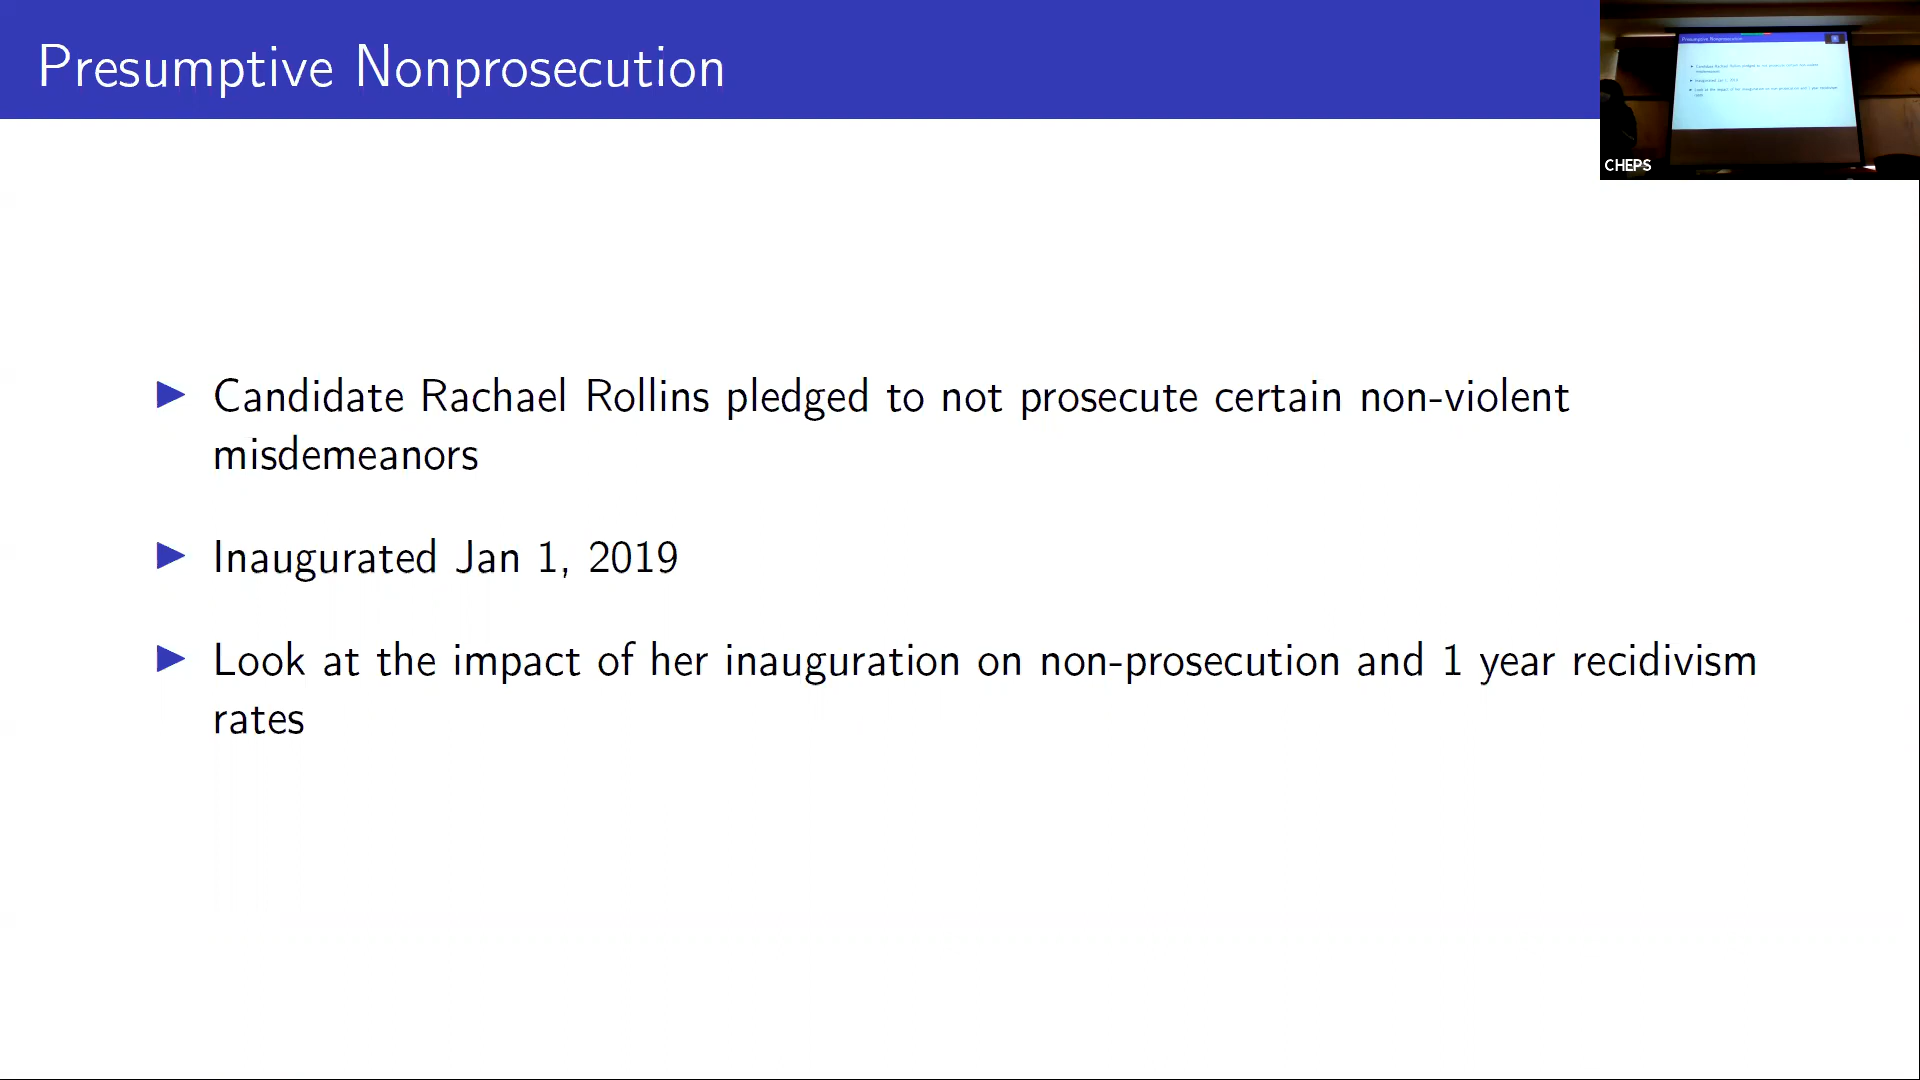 Presumptive Nonprosecution
CHEPS
Candidate Rachael Rollins pledged to not prosecute certain non-violent
misdemeanors
Inaugurated Jan 1, 2019
Look at the impact of her inauguration on non-prosecution and 1 year recidivism
rates